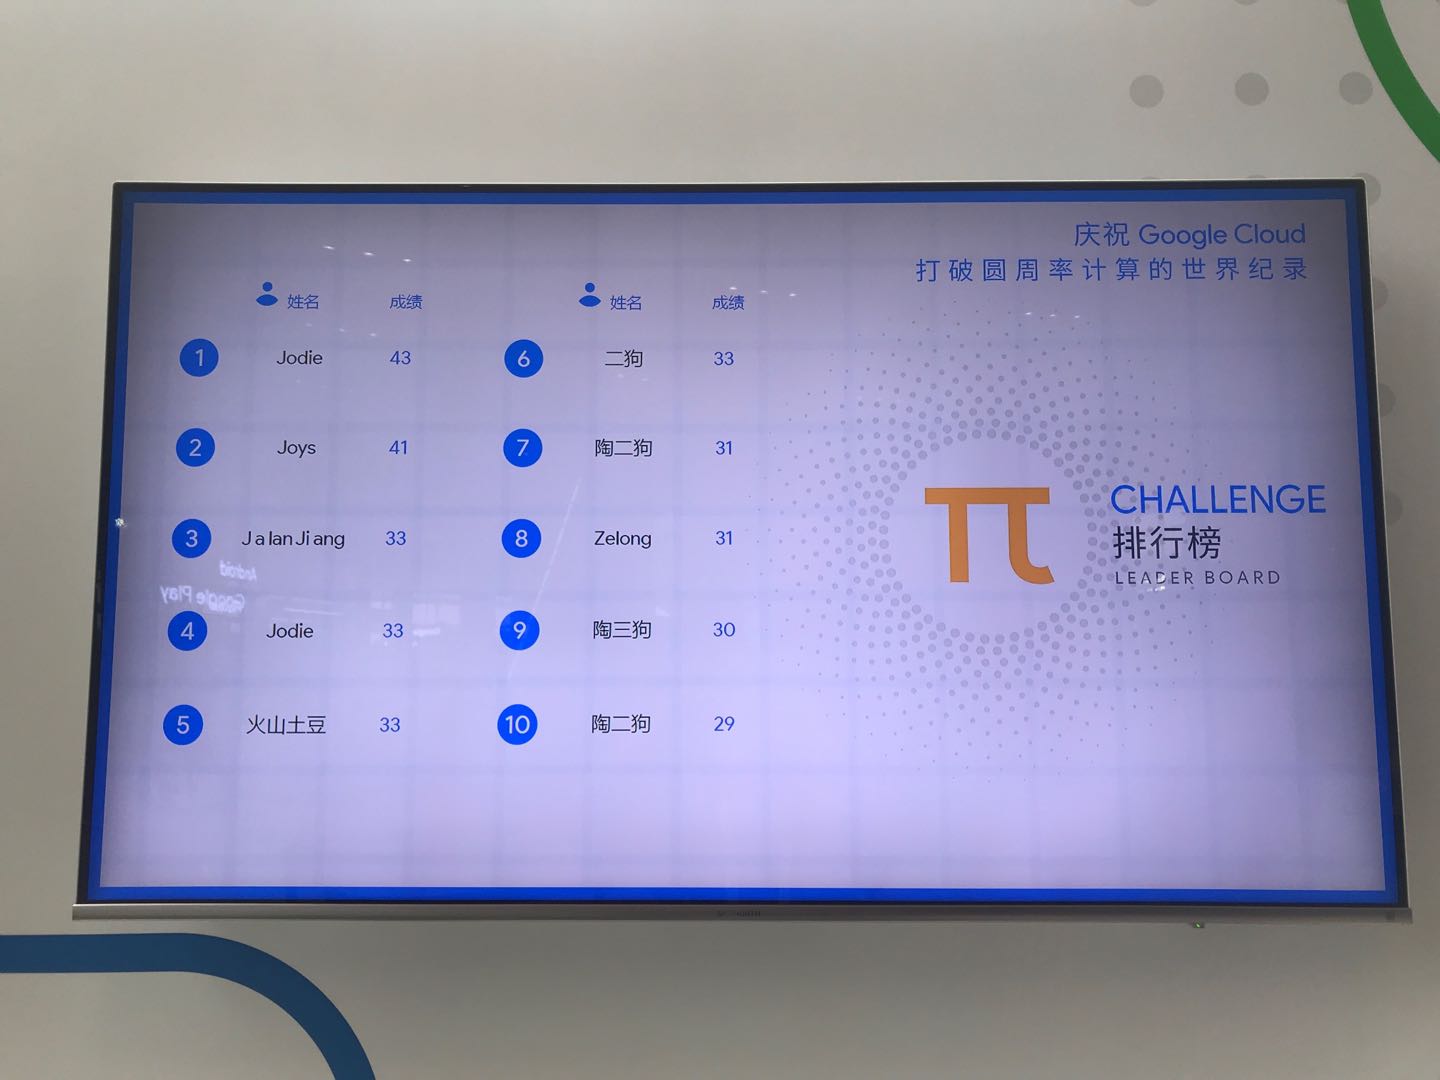 庆祝 Google Cloud
打破圆周率计算的世界纪录
姓名 成绩
1 Jodie 43
2 Joys 41
3 J a lan Ji ang 33
4 Jodie 33
5 火山土豆 33
姓名 成绩
6 二狗 33
7 陶二狗 31
8 Zelong 31
9 陶三狗 30
10 陶二狗 29
π CHALLENGE
排行榜
LEADER BOARD
Android
Google Play